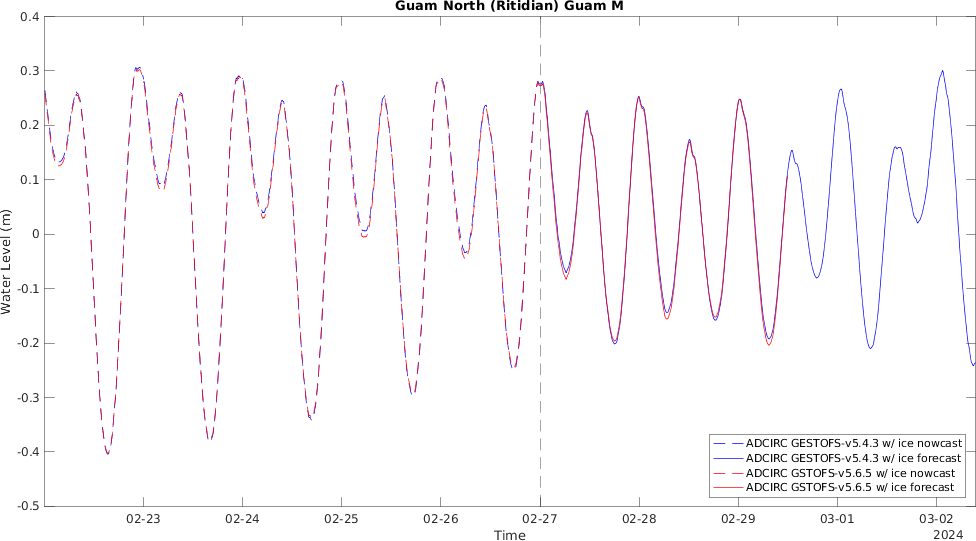 Guam North (Ritidian) Guam M
0.4
0.3
0.2
0.1
0
-0.1
-0.2
-0.3
-0.4
-0.5
Water Level (m)
ADCIRC GESTOFS-v5.4.3 w/ ice nowcast
ADCIRC GESTOFS-v5.4.3 w/ ice forecast
ADCIRC GSTOFS-v5.6.5 w/ ice nowcast
ADCIRC GSTOFS-v5.6.5 w/ ice forecast
02-23 02-24 02-25 02-26 02-27 02-28 02-29 03-01 03-02
Time
2024